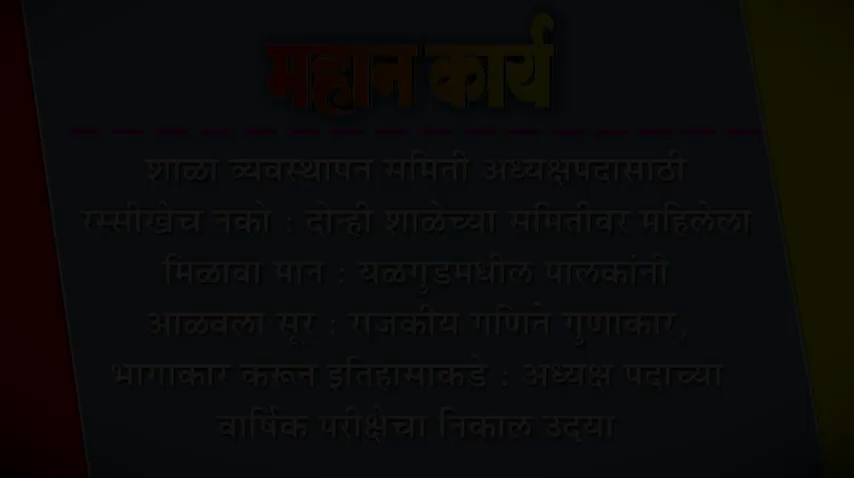 महान कार्य
शाळा व्यवस्थापन समिती अध्यक्षपदासाठी
रस्सीखेच नको : दोन्ही शाळेच्या समितीवर महिलेला
मिळावा मान : यळगुडमधील पालकांनी
आळवला सूर : राजकीय गणिते गुणाकार,
भागाकार करून इतिहासाकडे : अध्यक्ष पदाच्या
वार्षिक परीक्षेचा निकाल उदया